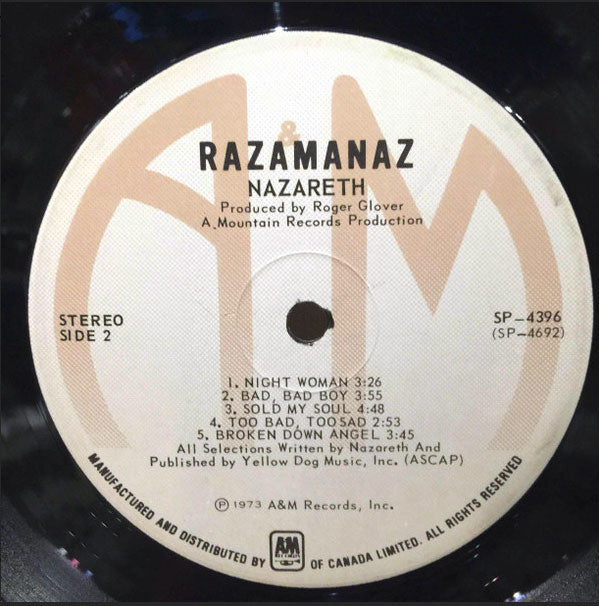 &
RAZAMANAZ
NAZARETH
Produced by Roger Glover
A Mountain Records Production
STEREO
SIDE 2
SP-4396
(SP-4692)
1. NIGHT WOMAN 3:26
2. BAD, BAD BOY 3:55
3. SOLD MY SOUL 4:48
4. TOO BAD, TOO SAD 2:53
5. BROKEN DOWN ANGEL 3:45
All Selections Written by Nazareth And
Published by Yellow Dog Music, Inc. (ASCAP)
℗ 1973 A&M Records, Inc.
MANUFACTURED AND DISTRIBUTED BY A&M RECORDS OF CANADA LIMITED. ALL RIGHTS RESERVED